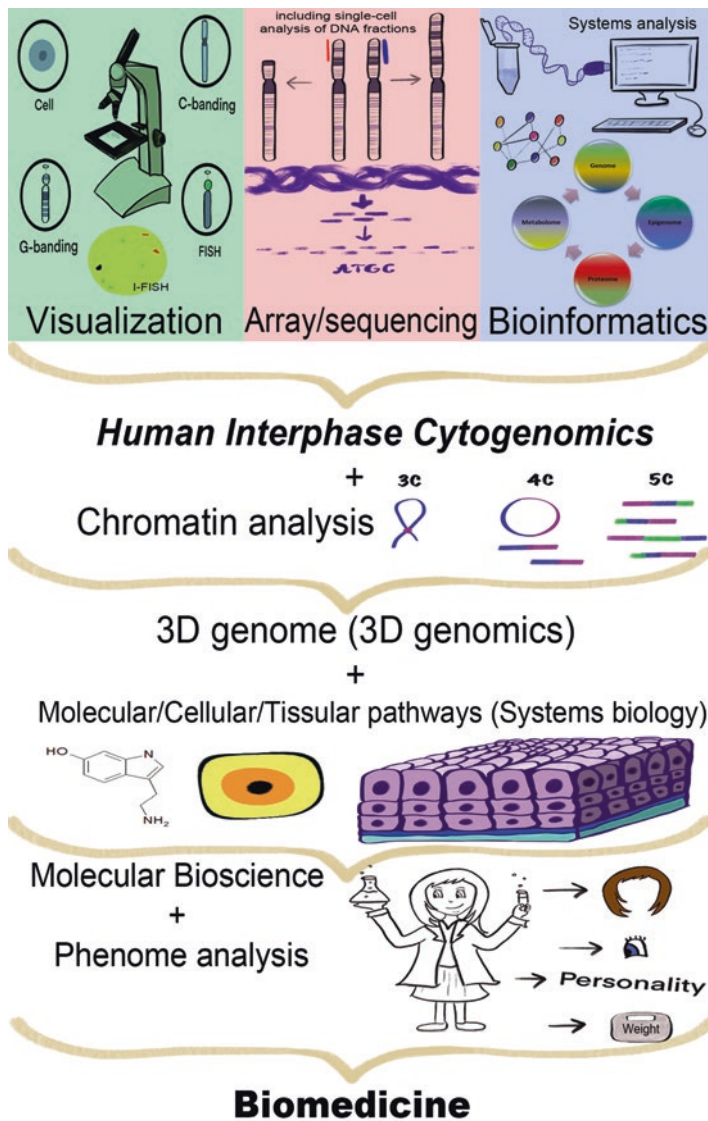 Cell
C-banding
G-banding
FISH
I-FISH
Visualization
including single-cell
analysis of DNA fractions
ATGC
Array/sequencing
Systems analysis
Genome
Metabolome
Epigenome
Proteome
Bioinformatics
Human Interphase Cytogenomics
+
Chromatin analysis
3C
4C
5C
3D genome (3D genomics)
+
Molecular/Cellular/Tissular pathways (Systems biology)
HO
N
H
NH2
Molecular Bioscience
+
Phenome analysis
Personality
Weight
Biomedicine